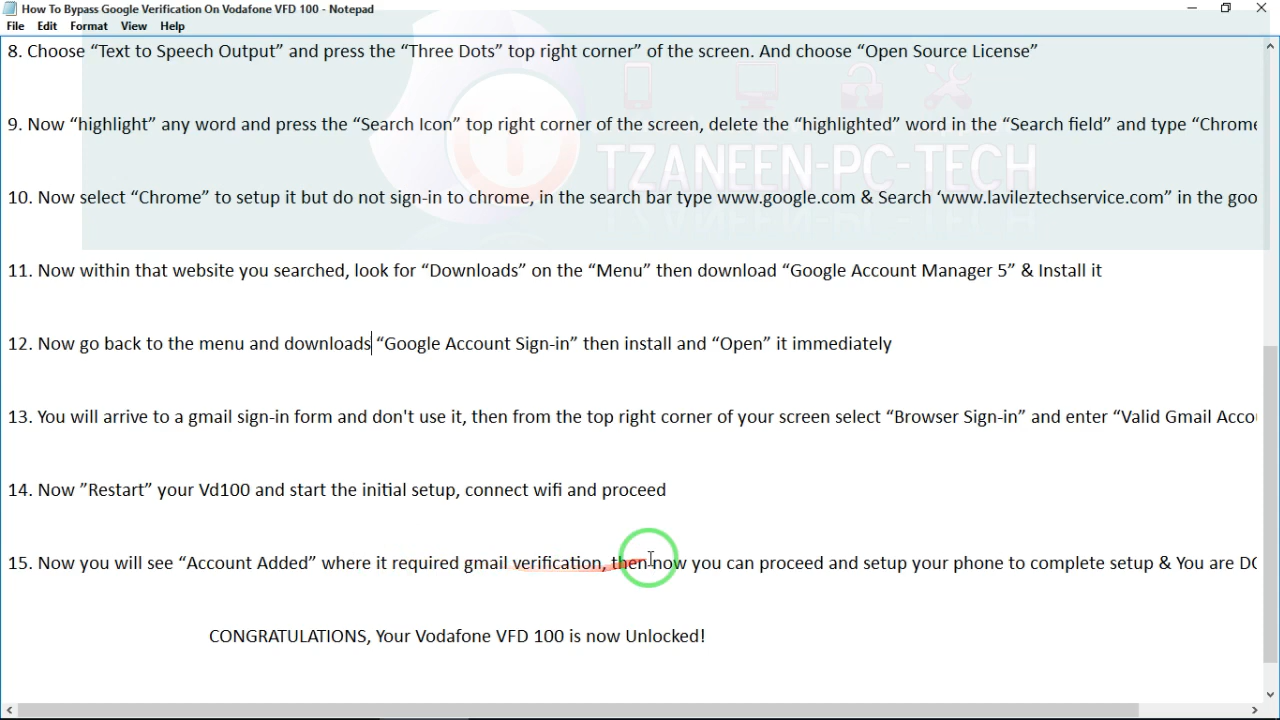 How To Bypass Google Verification On Vodafone VFD 100 - Notepad
File Edit Format View Help
8. Choose “Text to Speech Output” and press the “Three Dots” top right corner” of the screen. And choose “Open Source License”
TZANEEN-PC-TECH
9. Now “highlight” any word and press the “Search Icon” top right corner of the screen, delete the “highlighted” word in the “Search field” and type “Chrome
10. Now select “Chrome” to setup it but do not sign-in to chrome, in the search bar type www.google.com & Search ‘www.lavileztechservice.com” in the goo
11. Now within that website you searched, look for “Downloads” on the “Menu” then download “Google Account Manager 5” & Install it
12. Now go back to the menu and downloads “Google Account Sign-in” then install and “Open” it immediately
13. You will arrive to a gmail sign-in form and don't use it, then from the top right corner of your screen select “Browser Sign-in” and enter “Valid Gmail Acco
14. Now ”Restart” your Vd100 and start the initial setup, connect wifi and proceed
15. Now you will see “Account Added” where it required gmail verification, then now you can proceed and setup your phone to complete setup & You are DO
CONGRATULATIONS, Your Vodafone VFD 100 is now Unlocked!